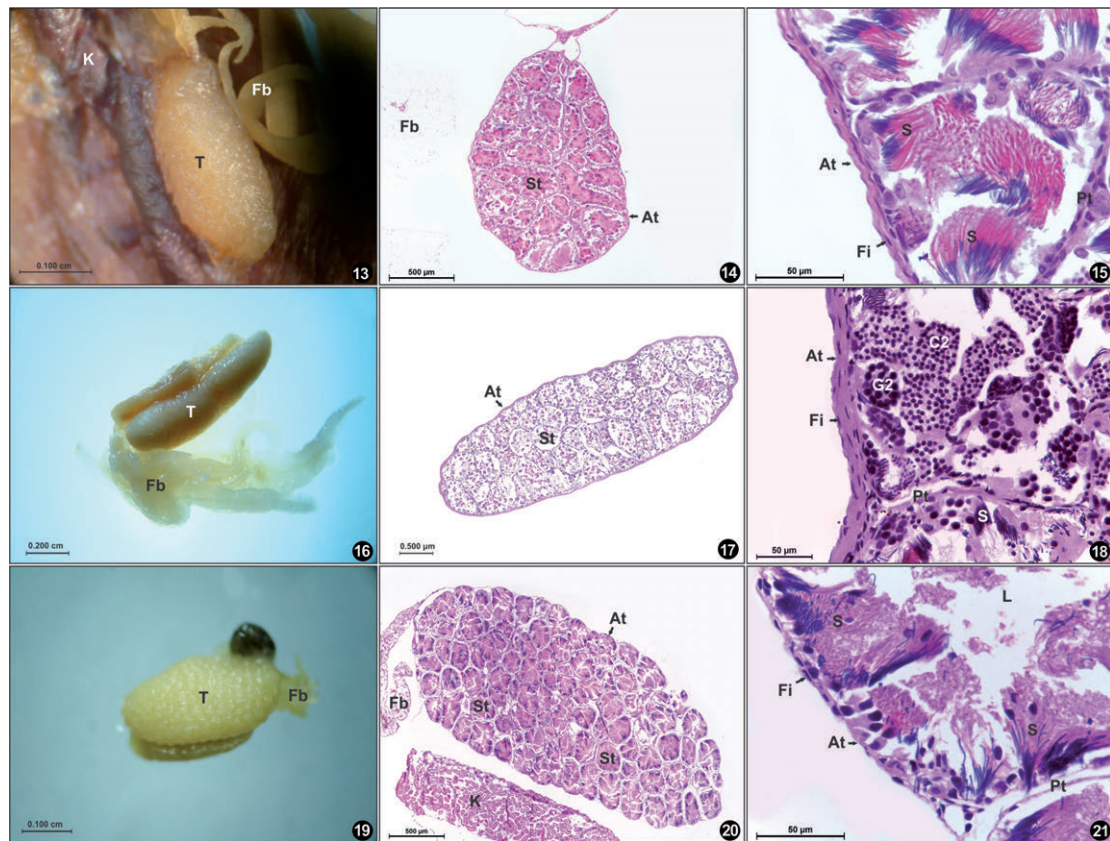 K
Fb
T
0.100 cm
13
Fb
St
At
500 µm
14
S
At
Pt
Fi
S
50 µm
15
T
Fb
0.200 cm
16
At
St
0.500 µm
17
C2
At
G2
Fi
Pt
S
50 µm
18
T
Fb
0.100 cm
19
At
Fb
St
St
K
500 µm
20
L
S
Fi
S
At
Pt
50 µm
21